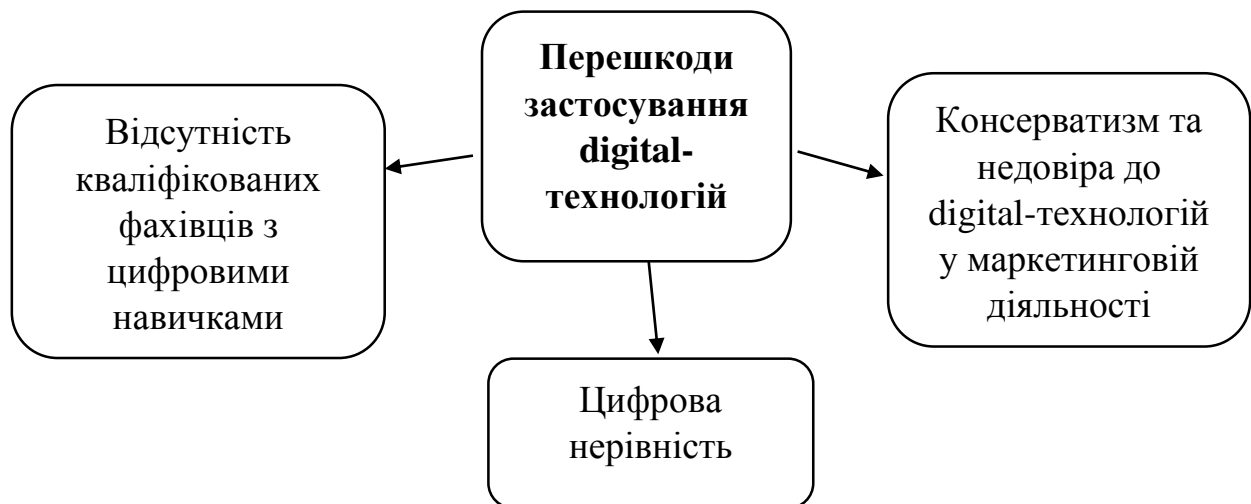 Перешкоди
застосування
digital-
технологій
Відсутність
кваліфікованих
фахівців з
цифровими
навичками
Консерватизм та
недовіра до
digital-технологій
у маркетинговій
діяльності
Цифрова
нерівність